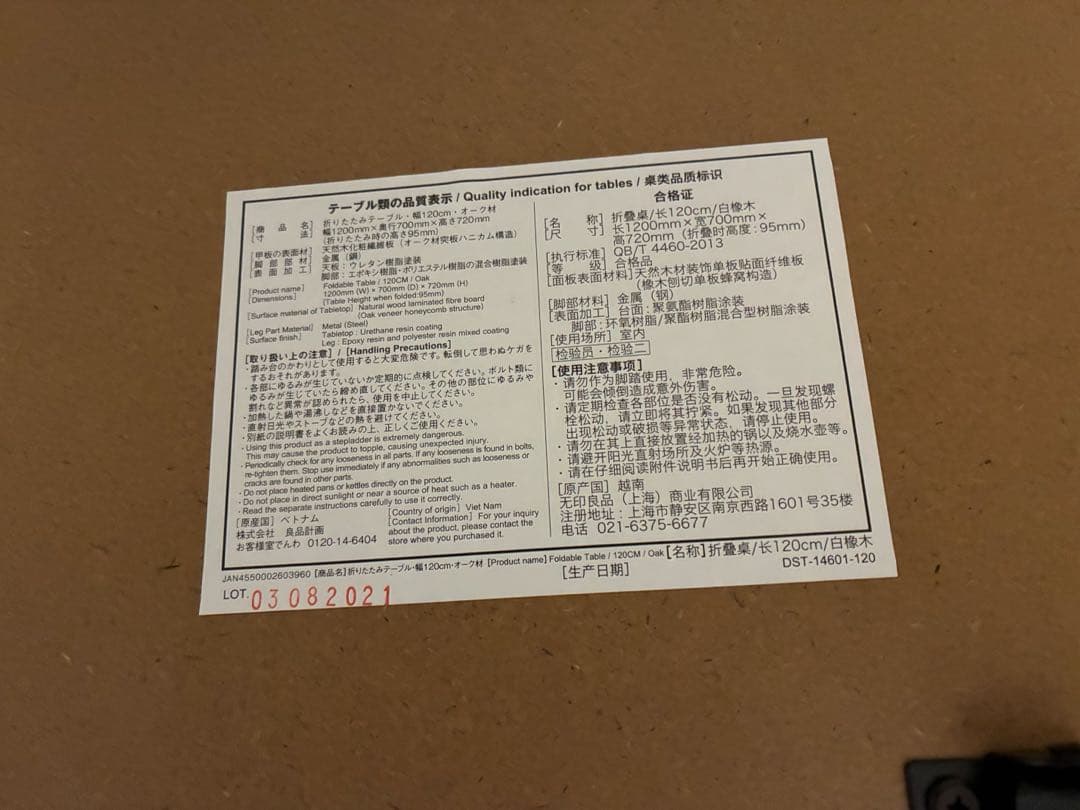 テーブル類の品質表示 / Quality indication for tables / 桌类品质标识
[商品名] 折りたたみテーブル・幅120cm・オーク材
[寸法] 幅1200mm×奥行700mm×高さ720mm
(折りたたみ時の高さ95mm)
[甲板の表面材] 天然木化粧繊維板(オーク材突板ハニカム構造)
[脚部部材] 金属(鋼)
[表面加工] 天板:ウレタン樹脂塗装
脚部:エポキシ樹脂・ポリエステル樹脂の混合樹脂塗装
[Product name] Foldable Table / 120CM / Oak
[Dimensions] 1200mm (W) × 700mm (D) × 720mm (H)
(Table Height when folded:95mm)
[Surface material of Tabletop] Natural wood laminated fibre board
(Oak veneer honeycomb structure)
[Leg Part Material] Metal (Steel)
[Surface finish] Tabletop : Urethane resin coating
Leg : Epoxy resin and polyester resin mixed coating
[取り扱い上の注意] / [Handling Precautions]
・踏み台のかわりとして使用すると大変危険です。転倒して思わぬケガを
するおそれがあります。
・各部にゆるみが生じていないか定期的に点検してください。ボルト類に
ゆるみが生じていたら締め直してください。その他の部位にゆるみや
割れなど異常が認められたら、使用を中止してください。
・加熱した鍋や湯沸しなどを直接置かないでください。
・直射日光やストーブなどの熱を避けてください。
・別紙の説明書をよくお読みの上、正しくご使用ください。
・Using this product as a stepladder is extremely dangerous.
This may cause the product to topple, causing unexpected injury.
・Periodically check for any looseness in all parts. If any looseness is found in bolts,
re-tighten them. Stop use immediately if any abnormalities such as looseness or
cracks are found in other parts.
・Do not place heated pans or kettles directly on the product.
・Do not place in direct sunlight or near a source of heat such as a heater.
・Read the separate instructions carefully to use it correctly.
[原産国] ベトナム
株式会社 良品計画
お客様室でんわ 0120-14-6404
[Country of origin] Viet Nam
[Contact Information] For your inquiry
about the product, please contact the
store where you purchased it.
合格证
[名称] 折叠桌/长120cm/白橡木
[尺寸] 长1200mm×宽700mm×
高720mm(折叠时高度:95mm)
[执行标准] QB/T 4460-2013
[等级] 合格品
[面板表面材料] 天然木材装饰单板贴面纤维板
(橡木刨切单板蜂窝构造)
[脚部材料] 金属(钢)
[表面加工] 台面:聚氨酯树脂涂装
脚部:环氧树脂/聚酯树脂混合型树脂涂装
[使用场所] 室内
检验员・检验二
[使用注意事项]
・请勿作为脚踏使用,非常危险。
可能会倾倒造成意外伤害。
・请定期检查各部位是否没有松动。一旦发现螺
栓松动,请立即将其拧紧。如果发现其他部分
出现松动或破损等异常状态,请停止使用。
・请勿在其上直接放置经加热的锅以及烧水壶等。
・请避开阳光直射场所及火炉等热源。
・请在仔细阅读附件说明书后再开始正确使用。
[原产国] 越南
无印良品(上海)商业有限公司
注册地址:上海市静安区南京西路1601号35楼
电话 021-6375-6677
JAN4550002603960 [商品名]折りたたみテーブル・幅120cm・オーク材 [Product name] Foldable Table / 120CM / Oak [名称]折叠桌/长120cm/白橡木
LOT. 03082021
[生产日期]
DST-14601-120